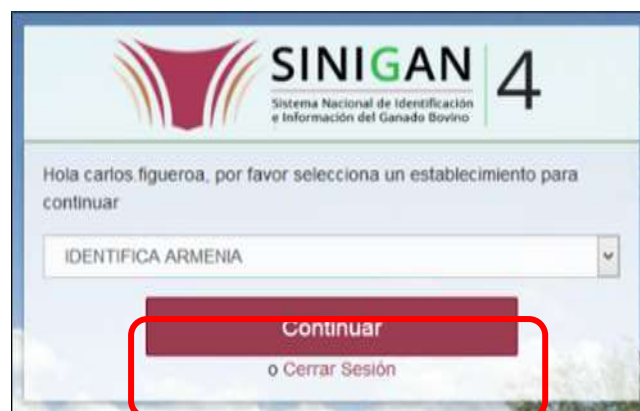 SINIGAN 4
Sistema Nacional de Identificación
e Información del Ganado Bovino
Hola carlos.figueroa, por favor selecciona un establecimiento para
continuar
IDENTIFICA ARMENIA
Continuar
o Cerrar Sesión